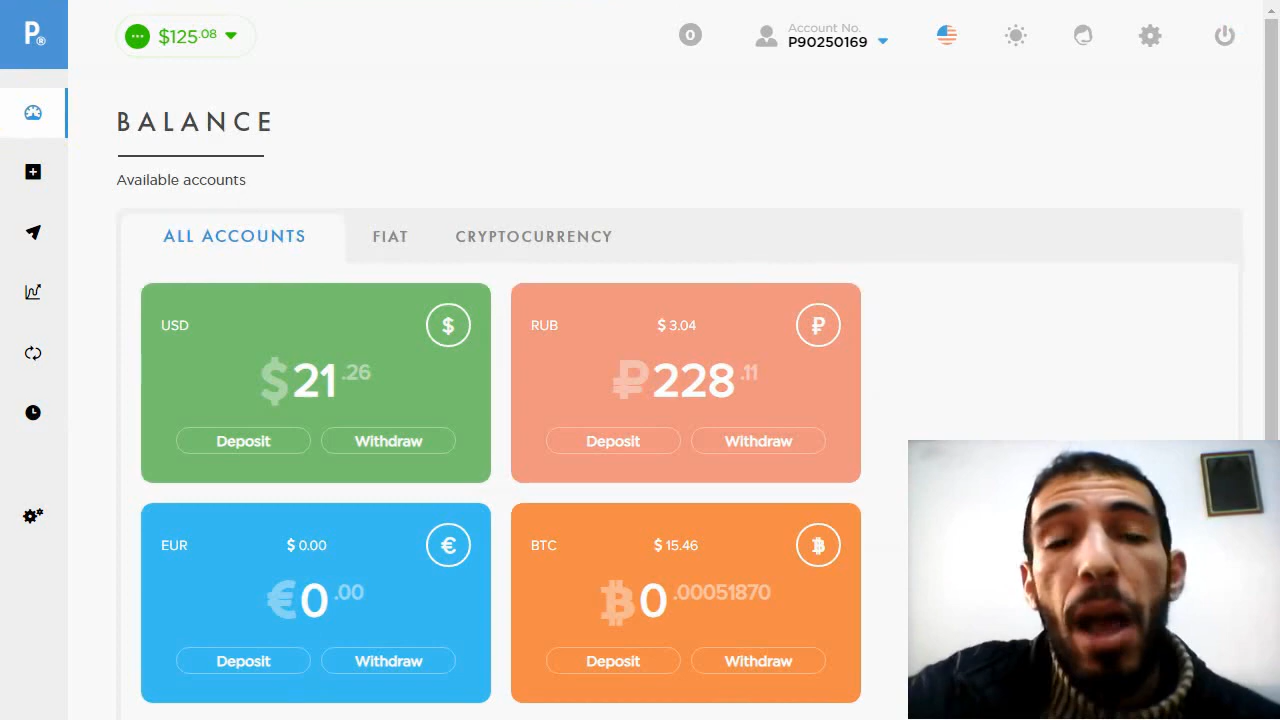 P®
$125.08
0
Account No.
P90250169
BALANCE
Available accounts
ALL ACCOUNTS
FIAT
CRYPTOCURRENCY
USD
$
$21.26
Deposit
Withdraw
RUB
$ 3.04
₽
₽228.11
Deposit
Withdraw
EUR
$ 0.00
€
€0.00
Deposit
Withdraw
BTC
$ 15.46
₿
₿0.00051870
Deposit
Withdraw